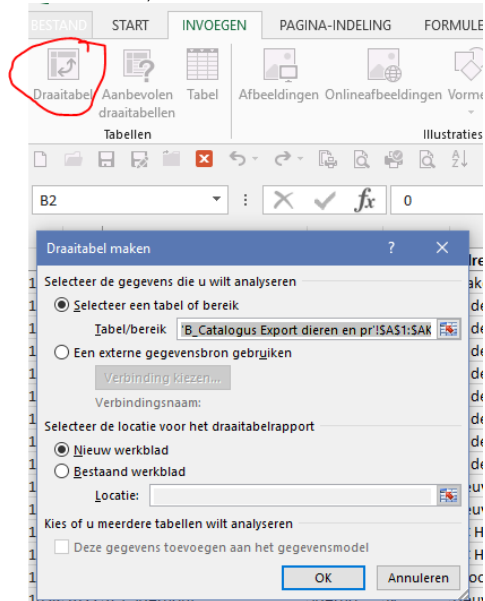 BESTAND START INVOEGEN PAGINA-INDELING FORMULE
Draaitabel Aanbevolen draaitabellen Tabel Afbeeldingen Onlineafbeeldingen Vorme
Tabellen Illustraties
B2 fx 0
Draaitabel maken ? ×
Selecteer de gegevens die u wilt analyseren
Selecteer een tabel of bereik
Tabel/bereik 'B_Catalogus Export dieren en pr'!$A$1:$AK
Een externe gegevensbron gebruiken
Verbinding kiezen...
Verbindingsnaam:
Selecteer de locatie voor het draaitabelrapport
Nieuw werkblad
Bestaand werkblad
Locatie:
Kies of u meerdere tabellen wilt analyseren
Deze gegevens toevoegen aan het gegevensmodel
OK Annuleren